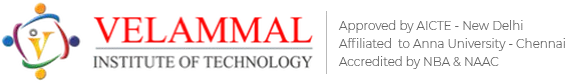 V
VELAMMAL
INSTITUTE OF TECHNOLOGY
Approved by AICTE - New Delhi
Affiliated to Anna University - Chennai
Accredited by NBA & NAAC